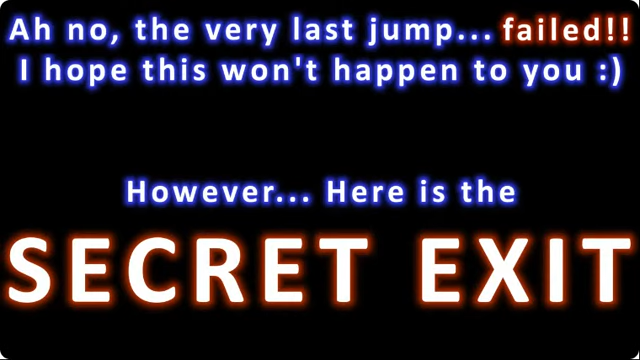 Ah no, the very last jump... failed!!
I hope this won't happen to you :)
However... Here is the
SECRET EXIT